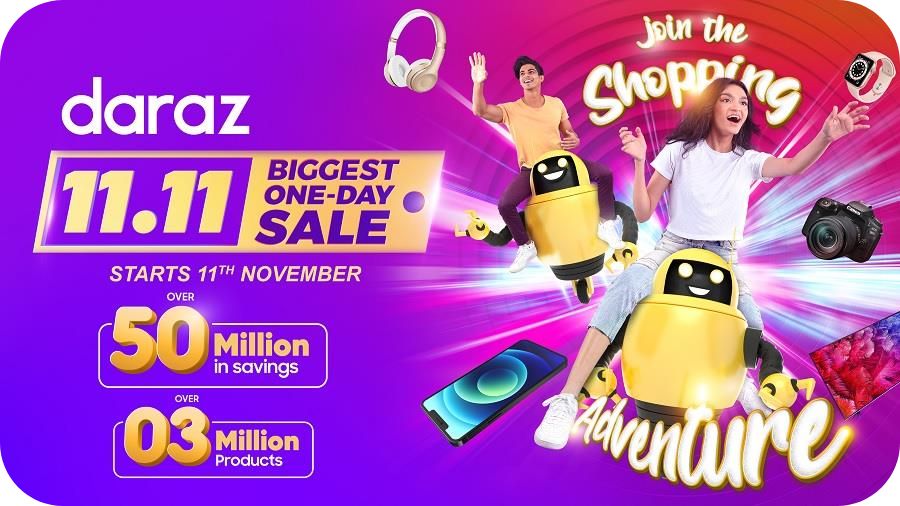 daraz
11.11
BIGGEST
ONE-DAY
SALE
STARTS 11TH NOVEMBER
OVER
50 Million
in savings
OVER
03 Million
Products
Join the
Shopping
Adventure
Canon